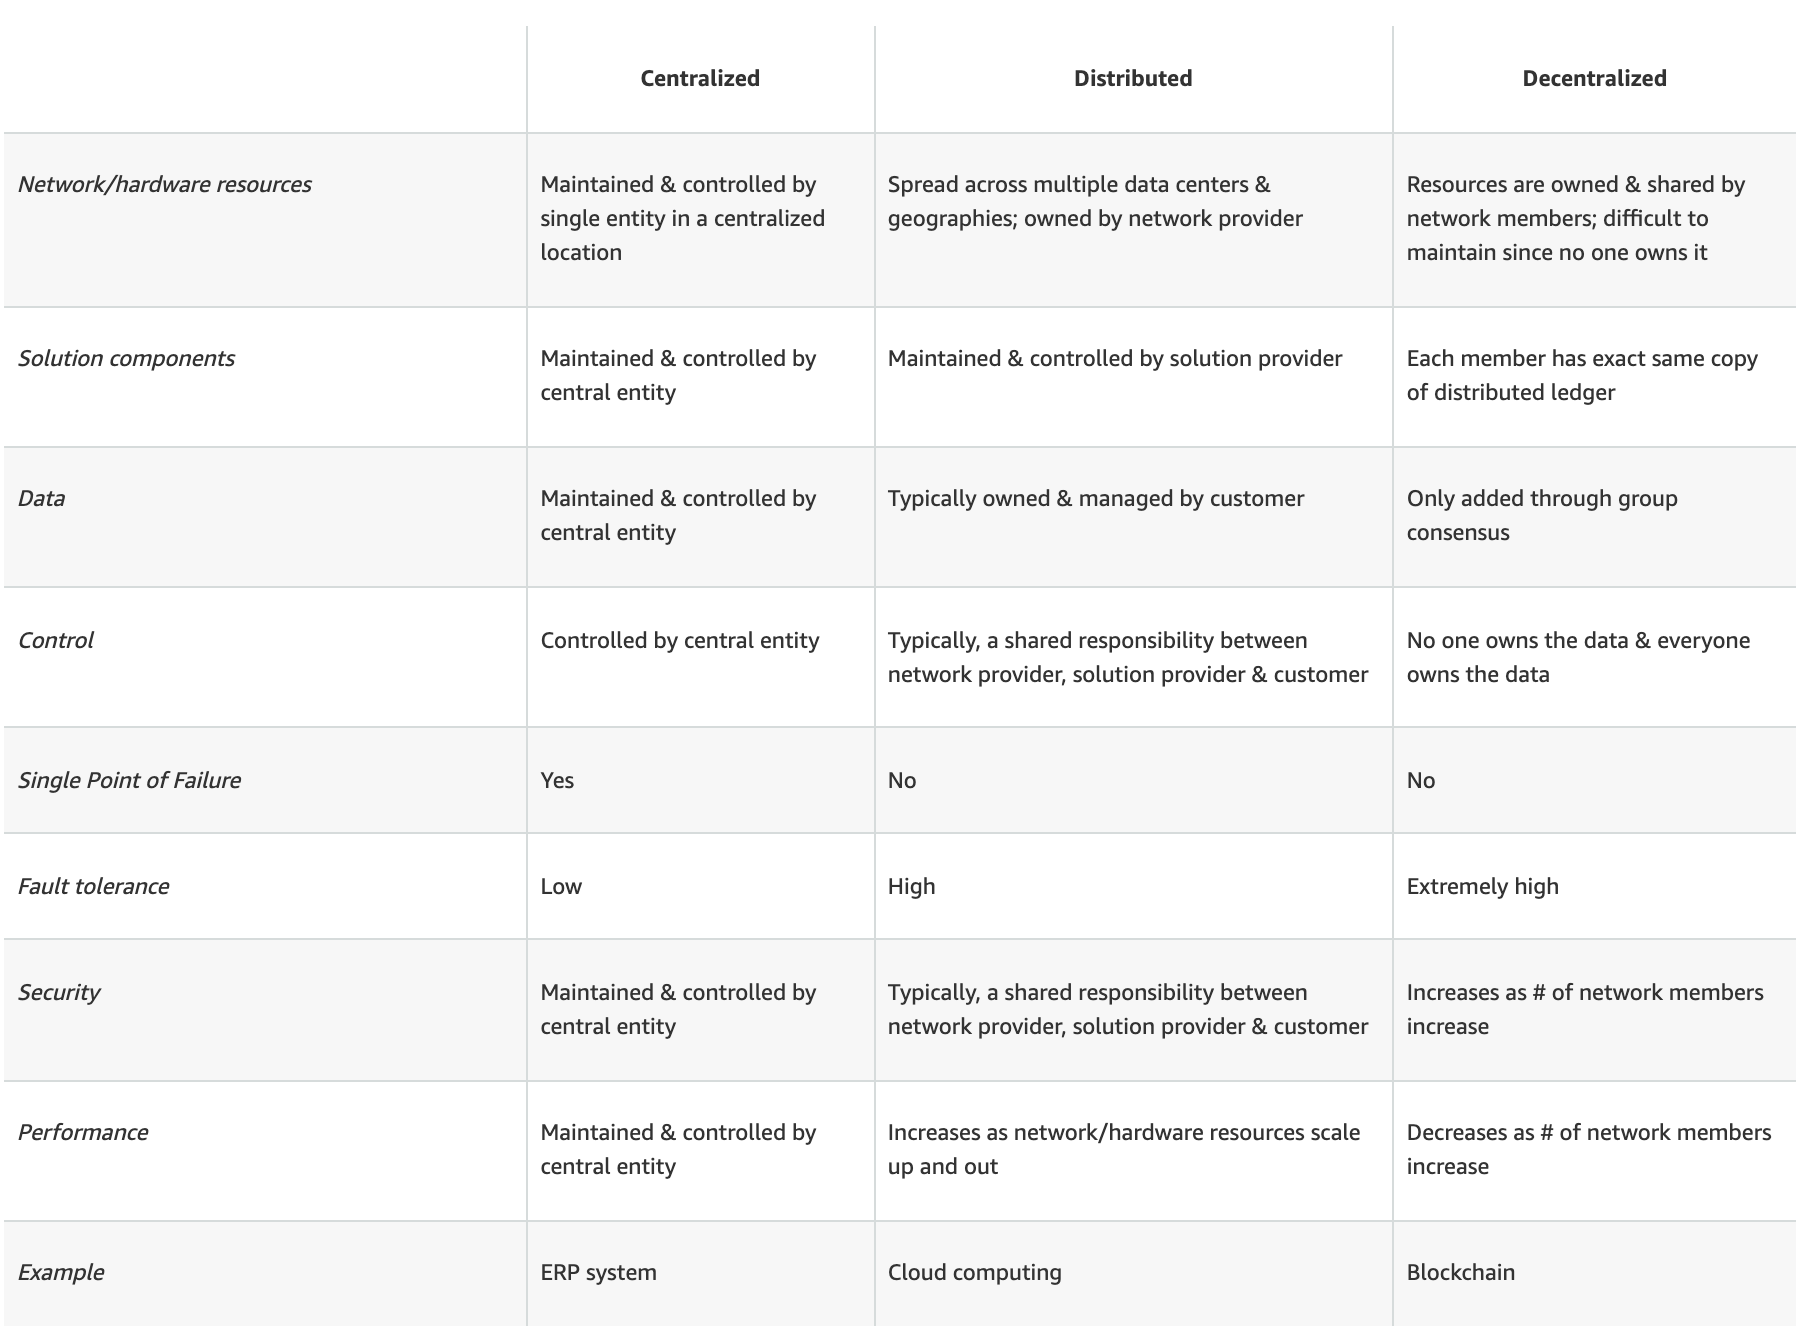 Centralized
Distributed
Decentralized
Network/hardware resources
Maintained & controlled by
single entity in a centralized
location
Spread across multiple data centers &
geographies; owned by network provider
Resources are owned & shared by
network members; difficult to
maintain since no one owns it
Solution components
Maintained & controlled by
central entity
Maintained & controlled by solution provider
Each member has exact same copy
of distributed ledger
Data
Maintained & controlled by
central entity
Typically owned & managed by customer
Only added through group
consensus
Control
Controlled by central entity
Typically, a shared responsibility between
network provider, solution provider & customer
No one owns the data & everyone
owns the data
Single Point of Failure
Yes
No
No
Fault tolerance
Low
High
Extremely high
Security
Maintained & controlled by
central entity
Typically, a shared responsibility between
network provider, solution provider & customer
Increases as # of network members
increase
Performance
Maintained & controlled by
central entity
Increases as network/hardware resources scale
up and out
Decreases as # of network members
increase
Example
ERP system
Cloud computing
Blockchain